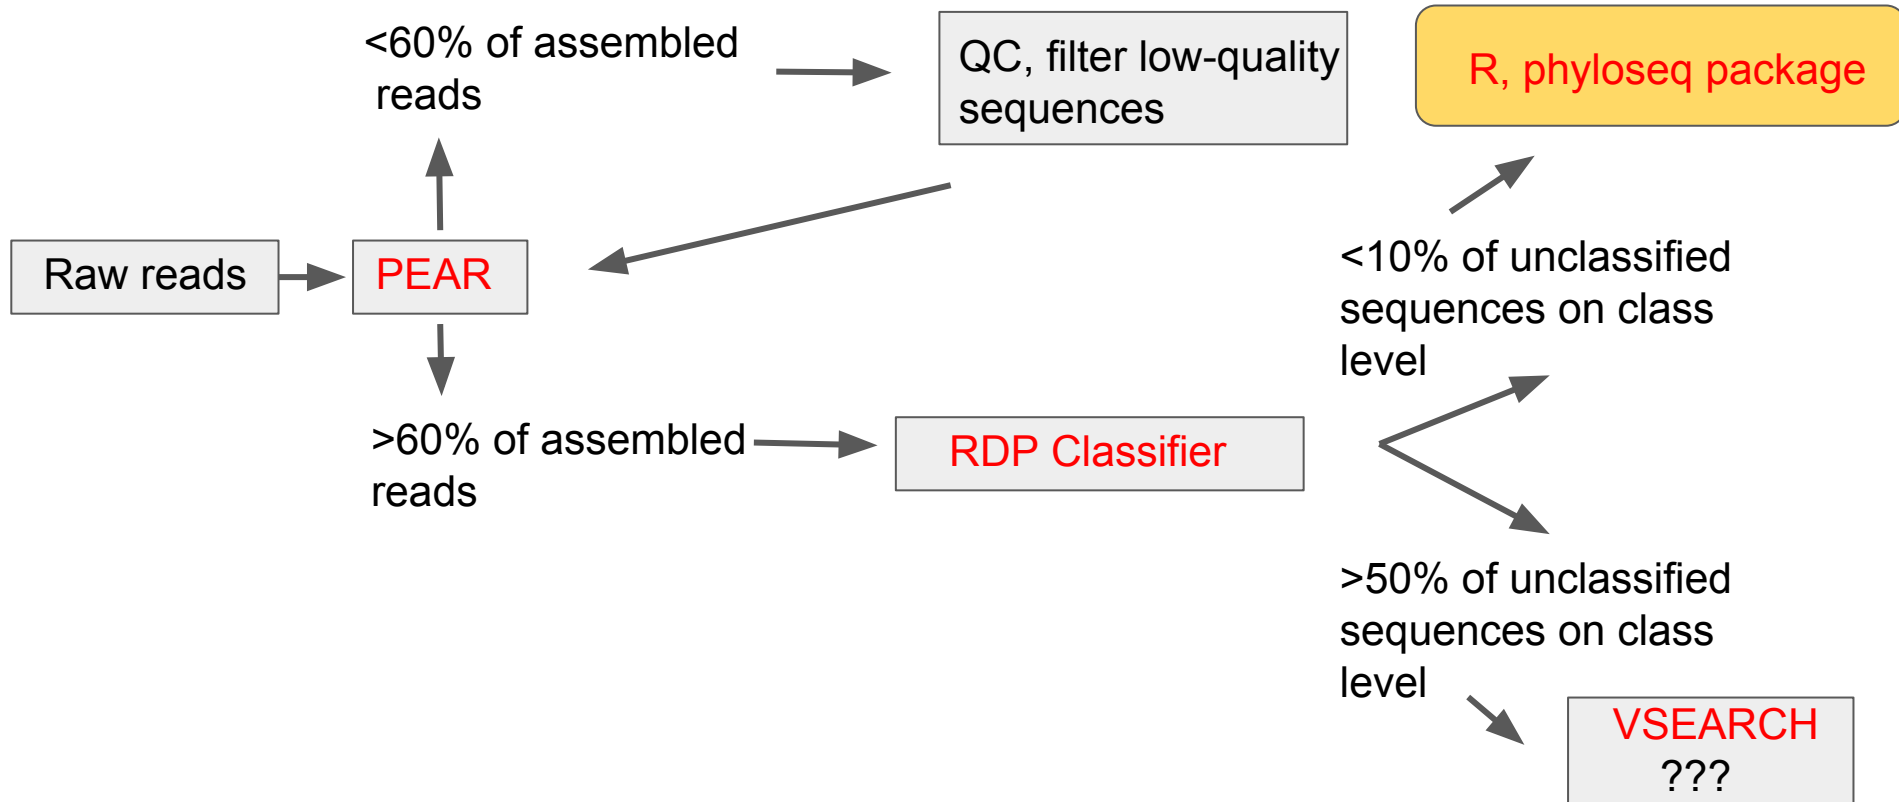 <60% of assembled
reads
QC, filter low-quality
sequences
R, phyloseq package
Raw reads
PEAR
<10% of unclassified
sequences on class
level
>60% of assembled
reads
RDP Classifier
>50% of unclassified
sequences on class
level
VSEARCH
???